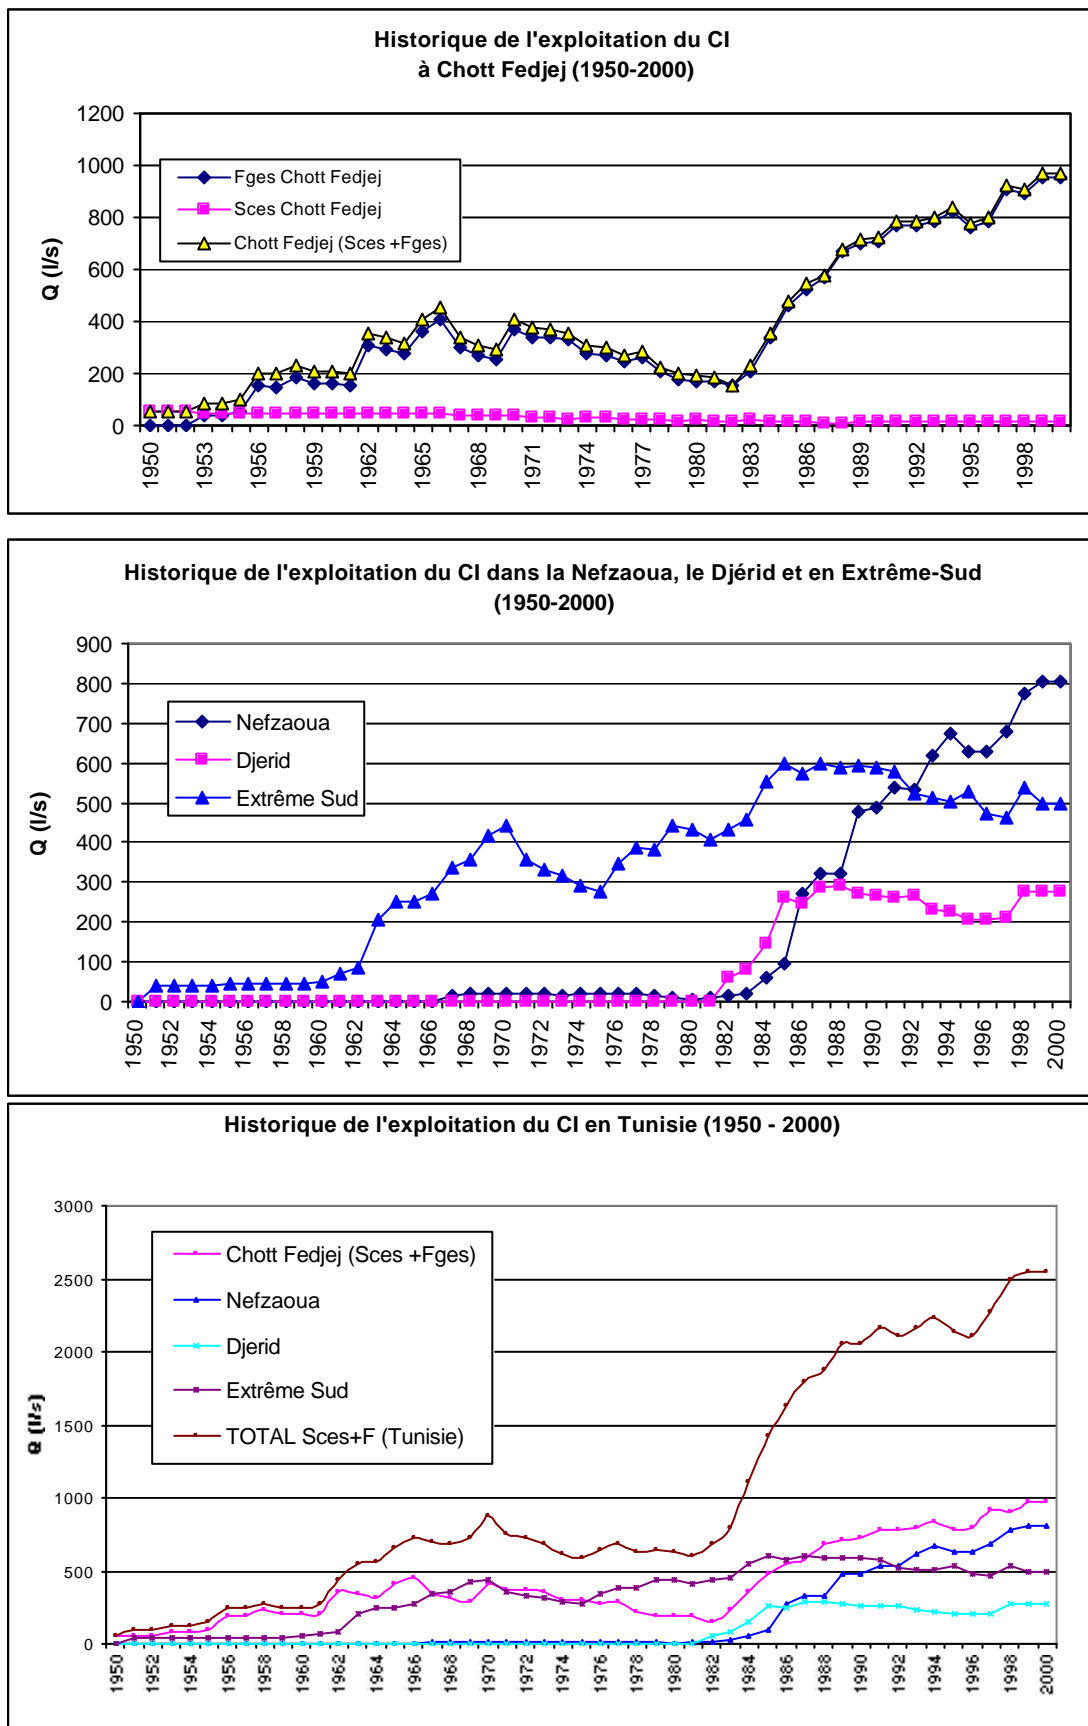 Historique de l'exploitation du CI
à Chott Fedjej (1950-2000)
1200
1000
800
600
400
200
0
Q (l/s)
Fges Chott Fedjej
Sces Chott Fedjej
Chott Fedjej (Sces +Fges)
1950 1953 1956 1959 1962 1965 1968 1971 1974 1977 1980 1983 1986 1989 1992 1995 1998
Historique de l'exploitation du CI dans la Nefzaoua, le Djérid et en Extrême-Sud
(1950-2000)
900
800
700
600
500
400
300
200
100
0
Q (l/s)
Nefzaoua
Djerid
Extrême Sud
1950 1952 1954 1956 1958 1960 1962 1964 1966 1968 1970 1972 1974 1976 1978 1980 1982 1984 1986 1988 1990 1992 1994 1996 1998 2000
Historique de l'exploitation du CI en Tunisie (1950 - 2000)
3000
2500
2000
1500
1000
500
0
Q (l/s)
Chott Fedjej (Sces +Fges)
Nefzaoua
Djerid
Extrême Sud
TOTAL Sces+F (Tunisie)
1950 1952 1954 1956 1958 1960 1962 1964 1966 1968 1970 1972 1974 1976 1978 1980 1982 1984 1986 1988 1990 1992 1994 1996 1998 2000